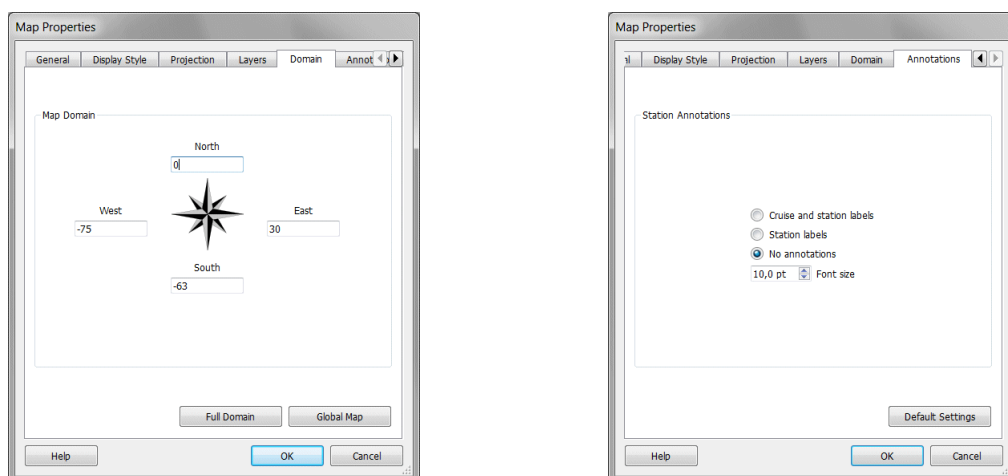 Map Properties
General Display Style Projection Layers Domain
Map Domain
North
0
West East
-75 30
South
-63
Full Domain Global Map
Help OK Cancel
Map Properties
Display Style Projection Layers Domain Annotations
Station Annotations
Cruise and station labels
Station labels
No annotations
10,0 pt Font size
Default Settings
Help OK Cancel